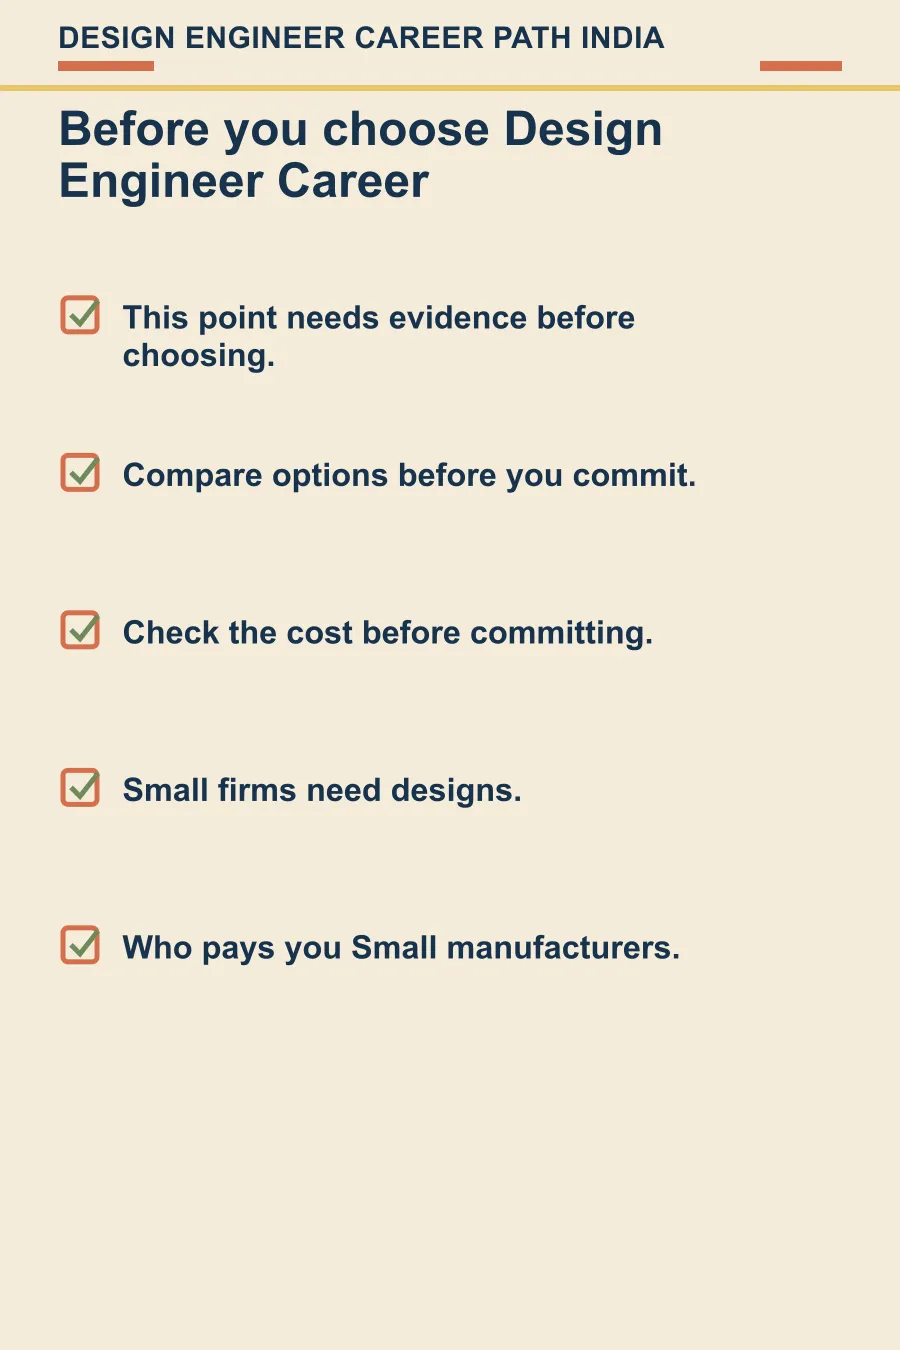 DESIGN ENGINEER CAREER PATH INDIA
Before you choose Design
Engineer Career
This point needs evidence before
choosing.
Compare options before you commit.
Check the cost before committing.
Small firms need designs.
Who pays you Small manufacturers.